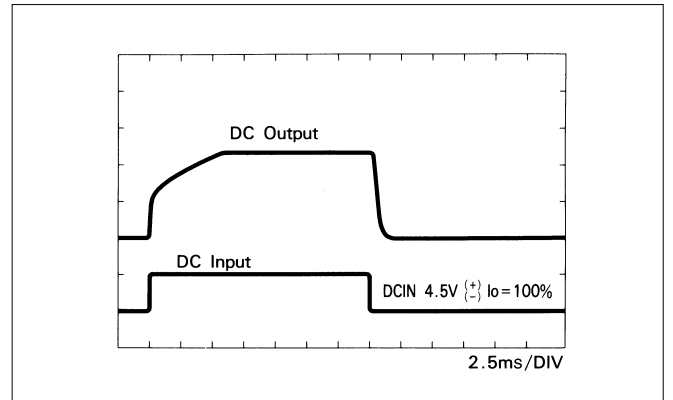 DC Output
DC Input
DCIN 4.5V (+)(−) Io=100%
2.5ms/DIV